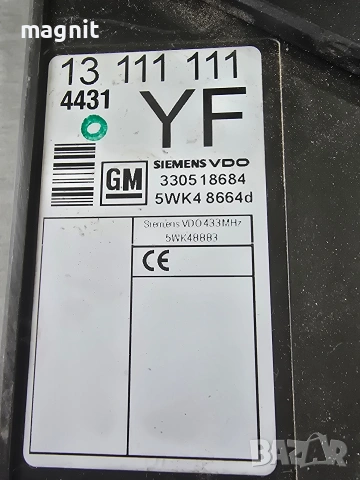 magnit
13 111 111
4431
YF
GM
SIEMENS VDO
330518684
5WK4 8664d
Siemens VDO 433MHz
5WK48883
CE
BAZAR